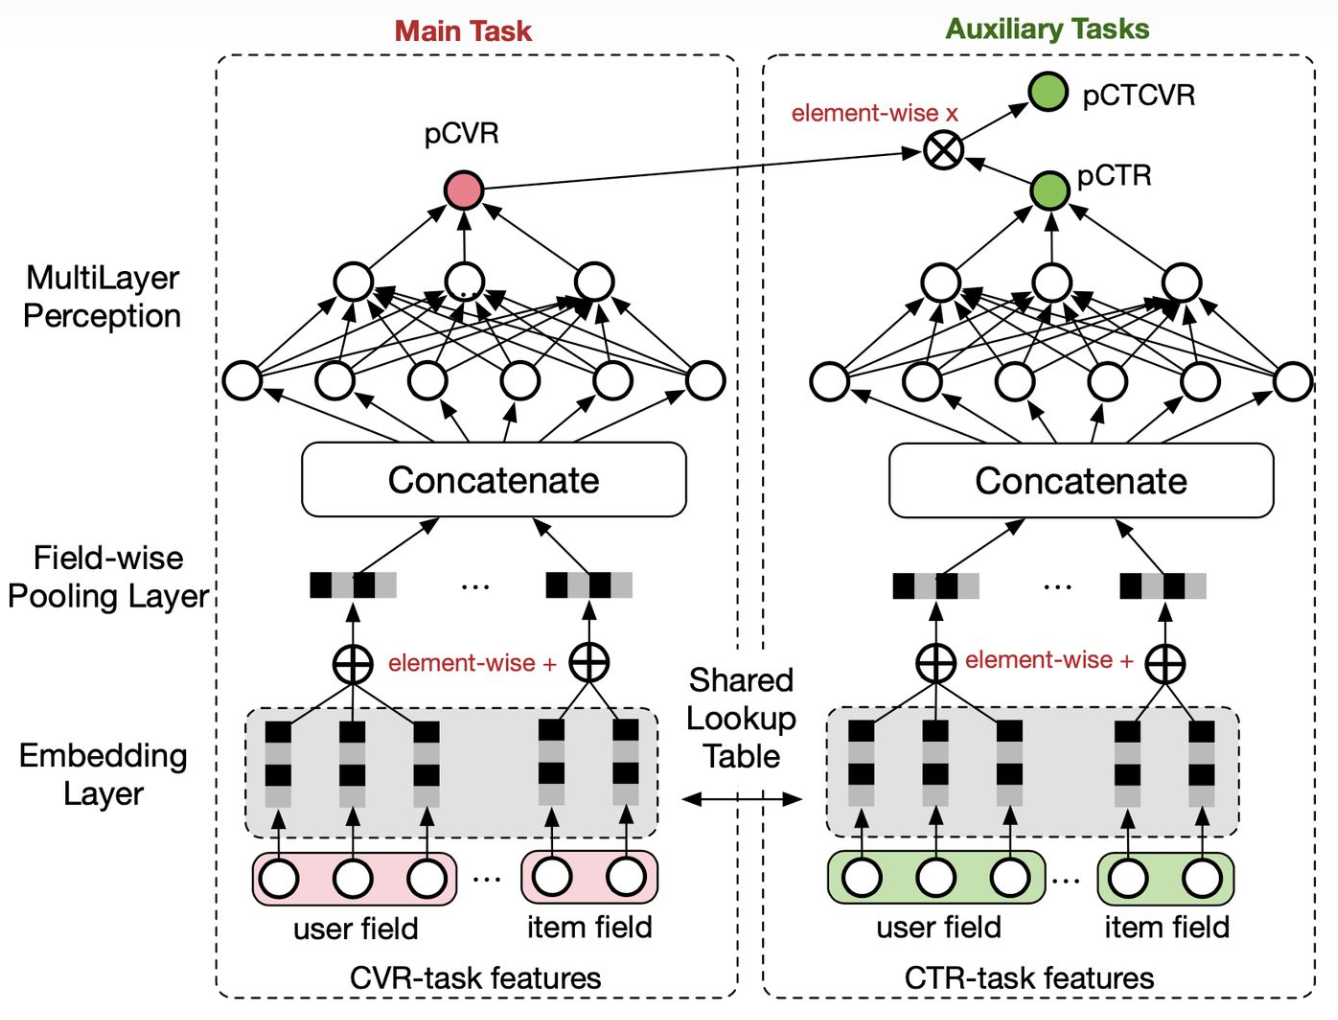 Main Task
Auxiliary Tasks
pCTCVR
element-wise x
pCVR
pCTR
MultiLayer
Perception
Concatenate
Concatenate
Field-wise
Pooling Layer
...
...
element-wise +
element-wise +
Shared
Lookup
Table
Embedding
Layer
...
...
user field
item field
user field
item field
CVR-task features
CTR-task features